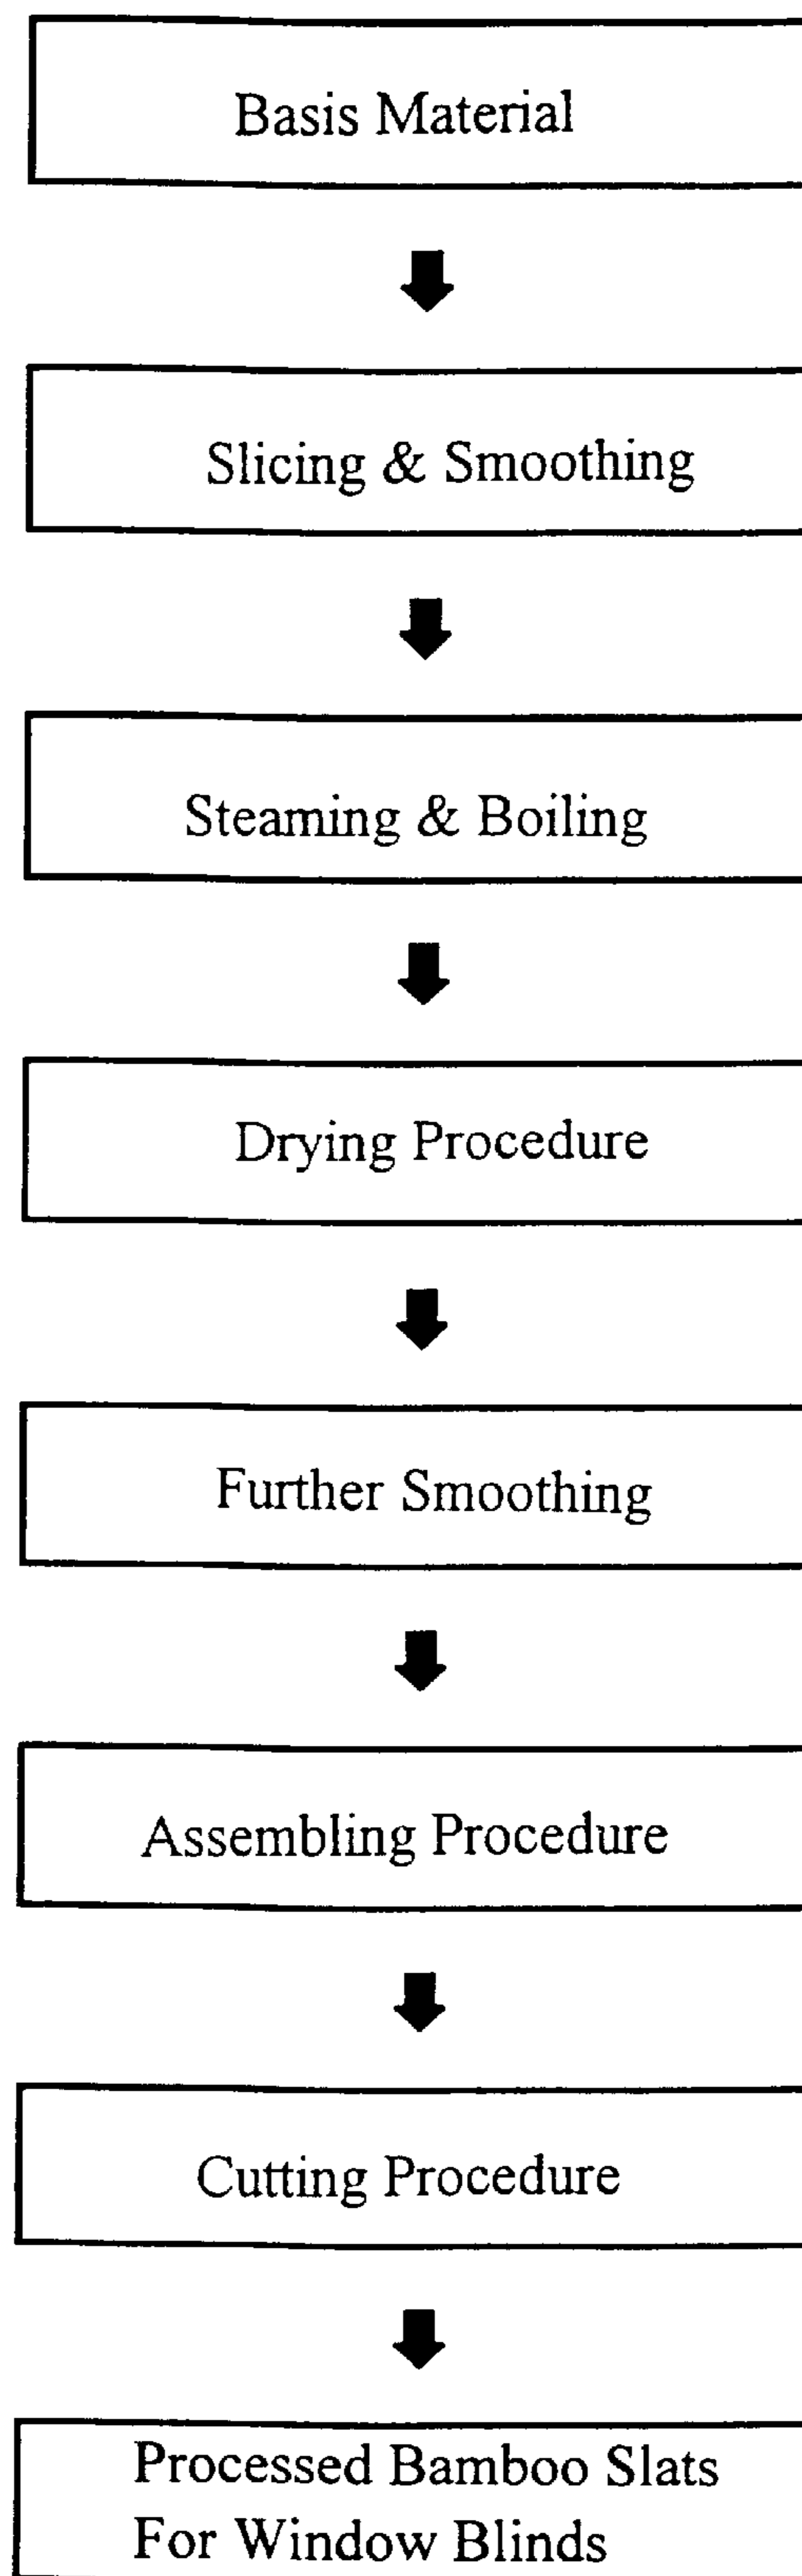 Basis Material
Slicing & Smoothing
Steaming & Boiling
Drying Procedure
Further Smoothing
Assembling Procedure
Cutting Procedure
Processed Bamboo Slats
For Window Blinds